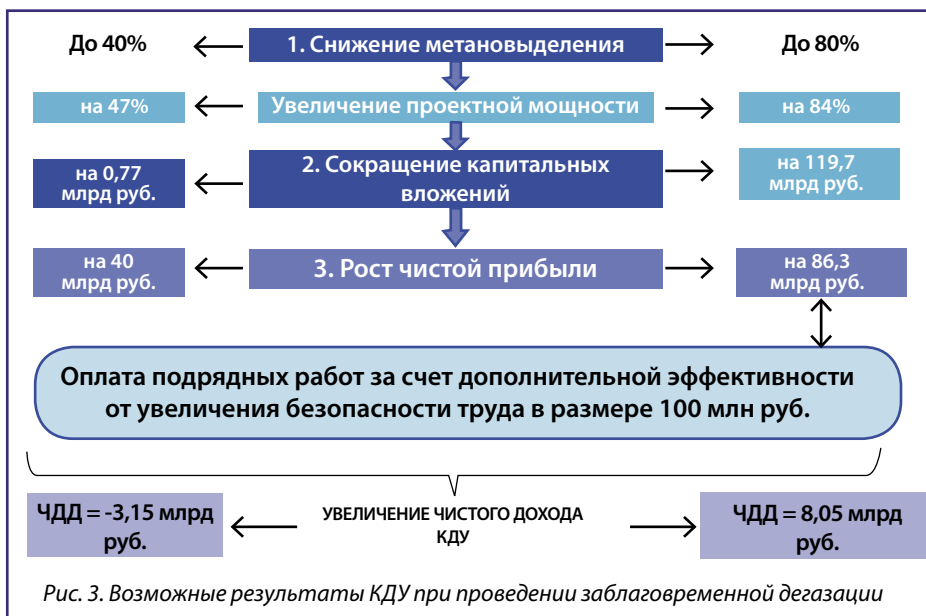 До 40%
1. Снижение метановыделения
До 80%
на 47%
Увеличение проектной мощности
на 84%
на 0,77
млрд руб.
2. Сокращение капитальных
вложений
на 119,7
млрд руб.
на 40
млрд руб.
3. Рост чистой прибыли
на 86,3
млрд руб.
Оплата подрядных работ за счет дополнительной эффективности
от увеличения безопасности труда в размере 100 млн руб.
ЧДД = -3,15 млрд
руб.
УВЕЛИЧЕНИЕ ЧИСТОГО ДОХОДА
КДУ
ЧДД = 8,05 млрд
руб.
Рис. 3. Возможные результаты КДУ при проведении заблаговременной дегазации